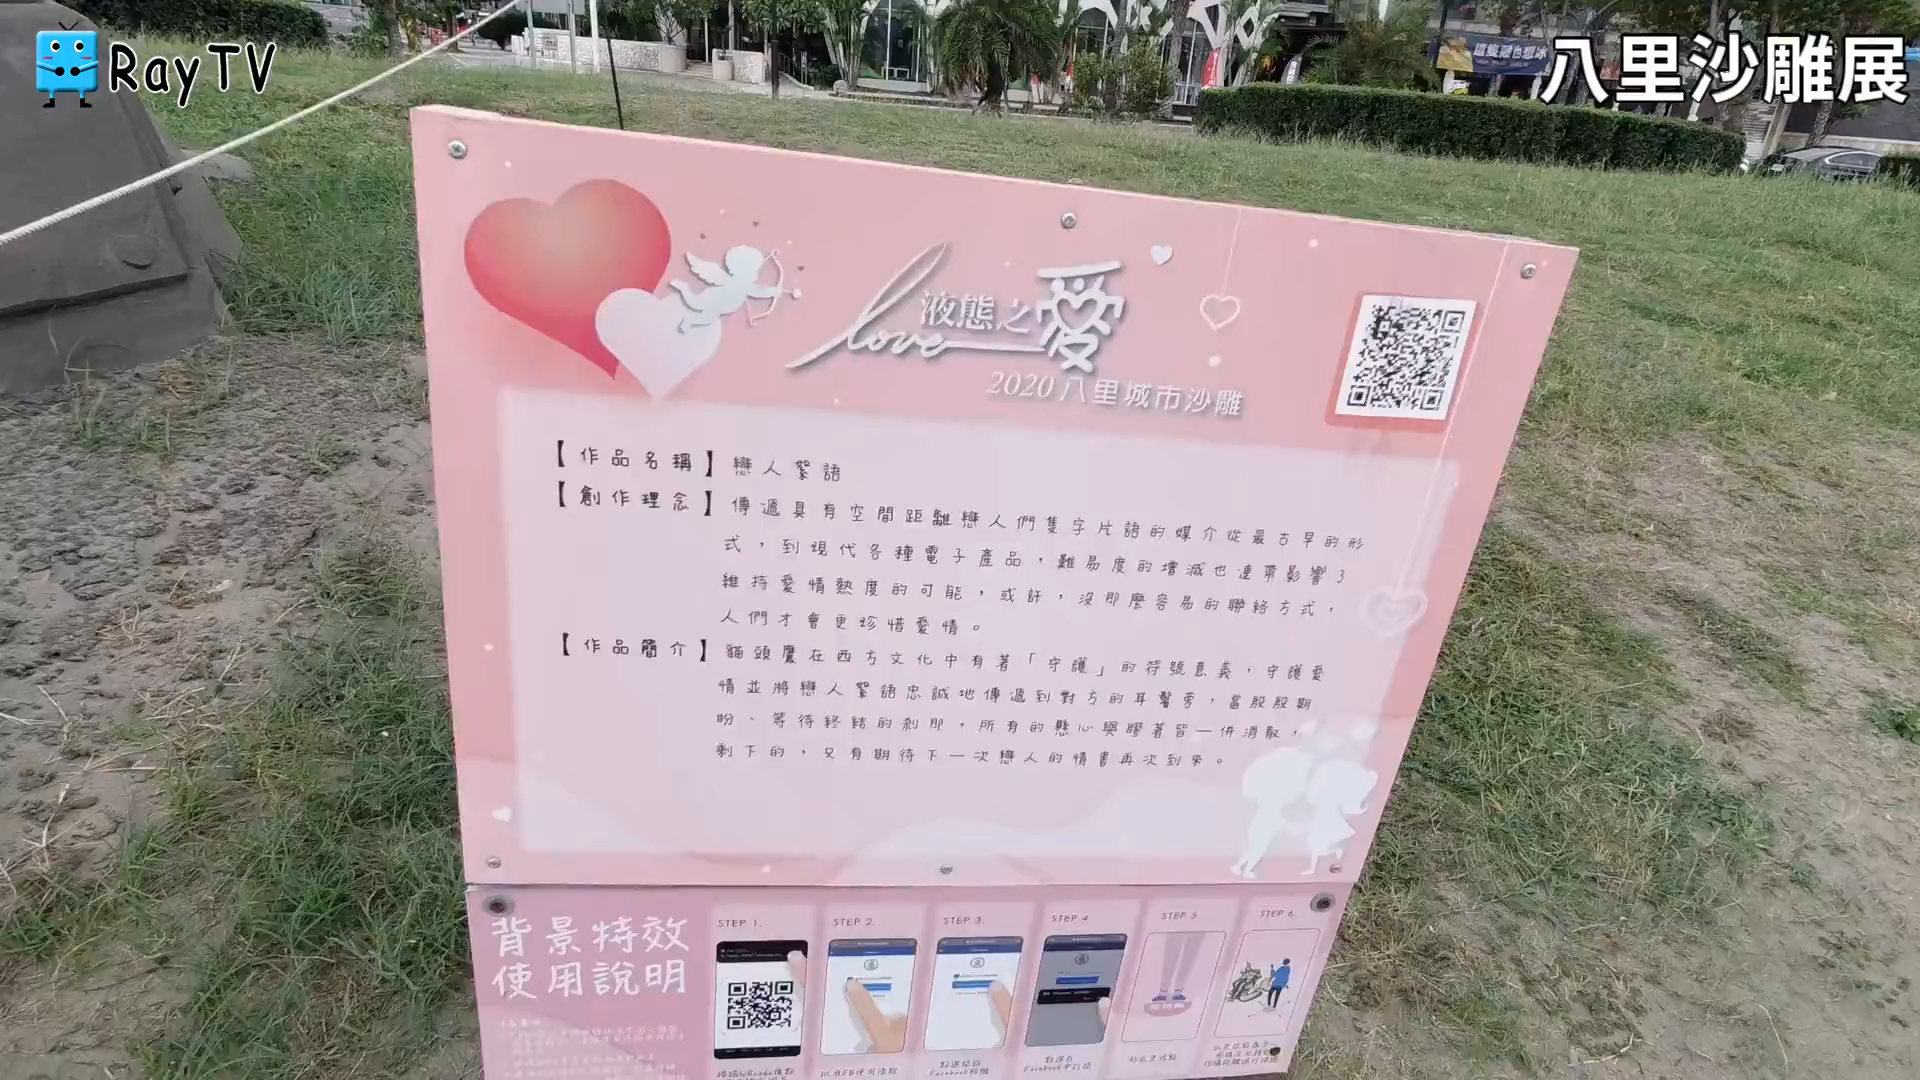 RayTV
八里沙雕展
這隻蹄也想冰
love 液態之愛
2020 八里城市沙雕
【作品名稱】戀人絮語
【創作理念】傳遞具有空間距離戀人們隻字片語的媒介從最古早的形
式，到現代各種電子產品，難易度的增減也連帶影響了
維持愛情熱度的可能，或許，沒那麼容易的聯絡方式，
人們才會更珍惜愛情。
【作品簡介】貓頭鷹在西方文化中有著「守護」的符號意義，守護愛
情並將戀人絮語忠誠地傳遞到對方的耳鬢旁，當殷殷期
盼、等待終結的剎那，所有的懸心與膠著皆一併消散，
剩下的，又有期待下一次戀人的情書再次到來。
背景特效
使用說明
STEP 1.
STEP 2.
STEP 3.
STEP 4
STEP 5
STEP 6.